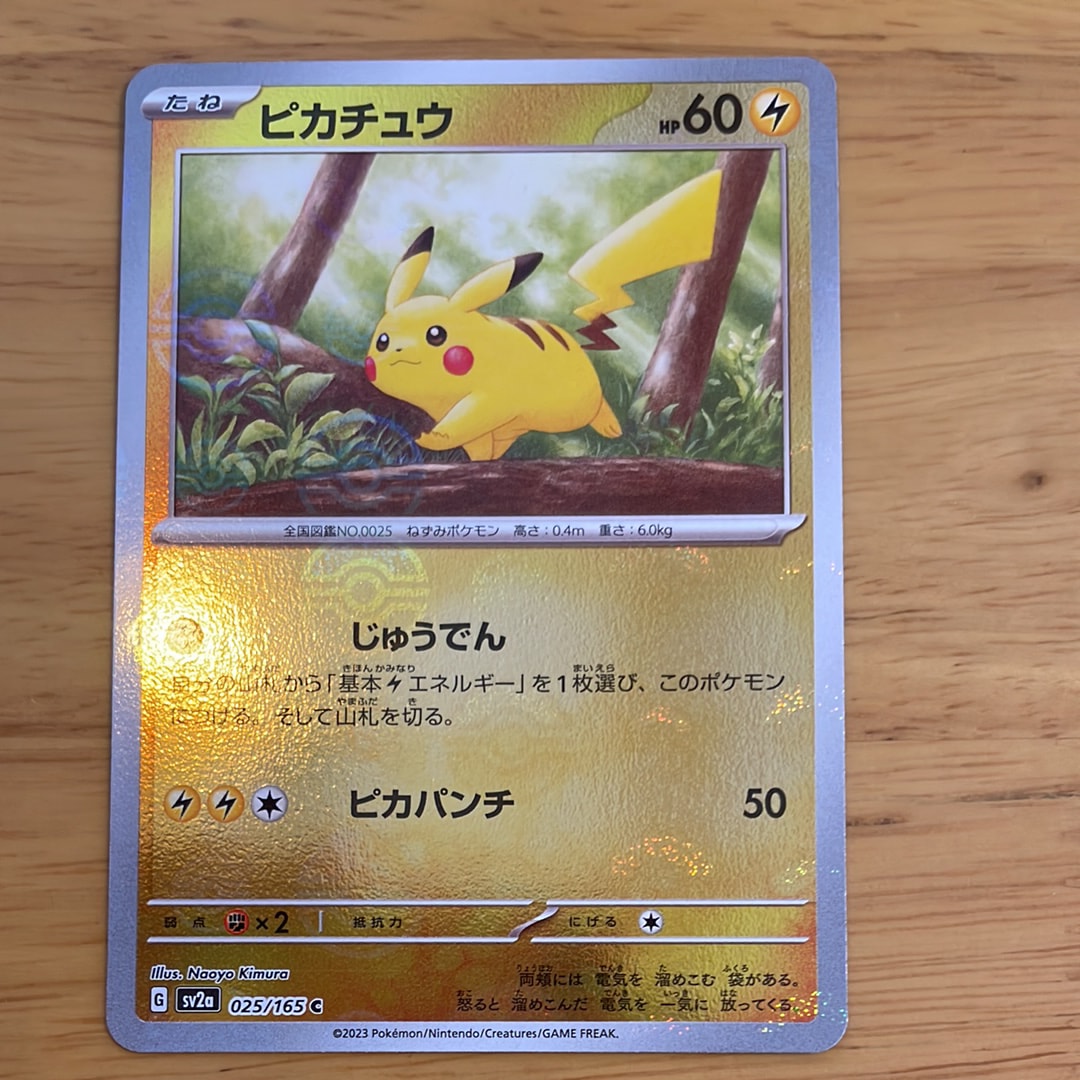 たね ピカチュウ HP 60
全国図鑑NO.0025 ねずみポケモン 高さ：0.4m 重さ：6.0kg
じゅうでん
自分の山札から「基本エネルギー」を1枚選び、このポケモン
につける。そして山札を切る。
ピカパンチ 50
弱点 ×2 抵抗力 にげる
Illus. Naoyo Kimura
両頬には 電気を 溜めこむ 袋がある。
怒ると 溜めこんだ 電気を 一気に 放ってくる。
G sv2a 025/165 C
©2023 Pokémon/Nintendo/Creatures/GAME FREAK.